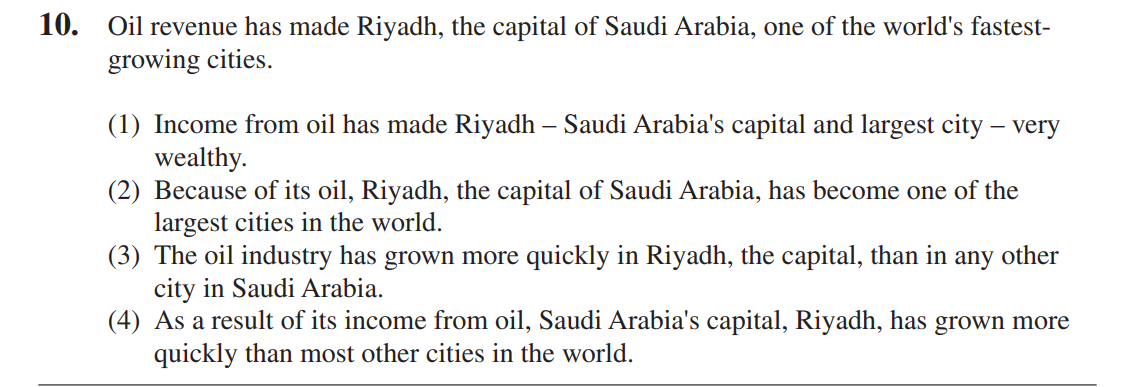 10. Oil revenue has made Riyadh, the capital of Saudi Arabia, one of the world's fastest-
growing cities.
(1) Income from oil has made Riyadh – Saudi Arabia's capital and largest city – very
wealthy.
(2) Because of its oil, Riyadh, the capital of Saudi Arabia, has become one of the
largest cities in the world.
(3) The oil industry has grown more quickly in Riyadh, the capital, than in any other
city in Saudi Arabia.
(4) As a result of its income from oil, Saudi Arabia's capital, Riyadh, has grown more
quickly than most other cities in the world.